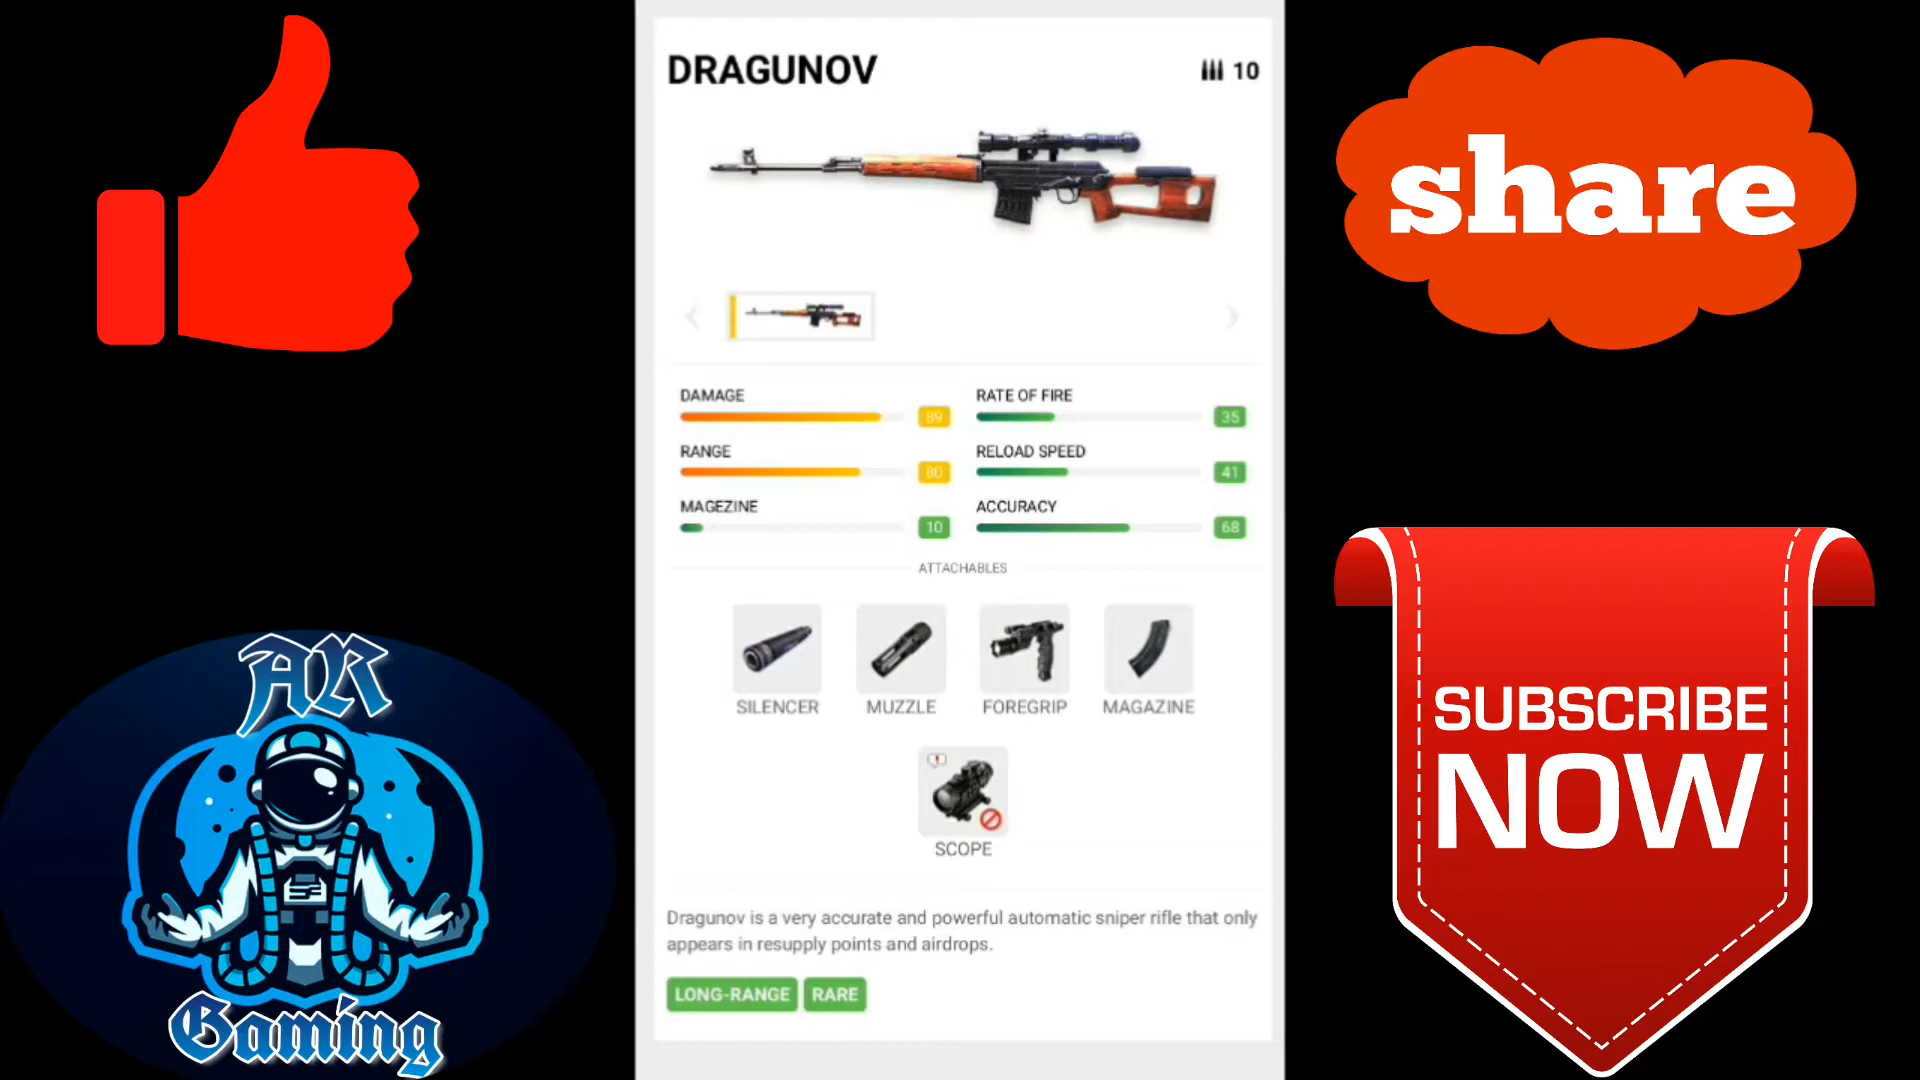 DRAGUNOV
10
DAMAGE
89
RATE OF FIRE
35
RANGE
80
RELOAD SPEED
41
MAGEZINE
10
ACCURACY
68
ATTACHABLES
SILENCER
MUZZLE
FOREGRIP
MAGAZINE
SCOPE
Dragunov is a very accurate and powerful automatic sniper rifle that only
appears in resupply points and airdrops.
LONG-RANGE
RARE
share
SUBSCRIBE
NOW
AR
Gaming